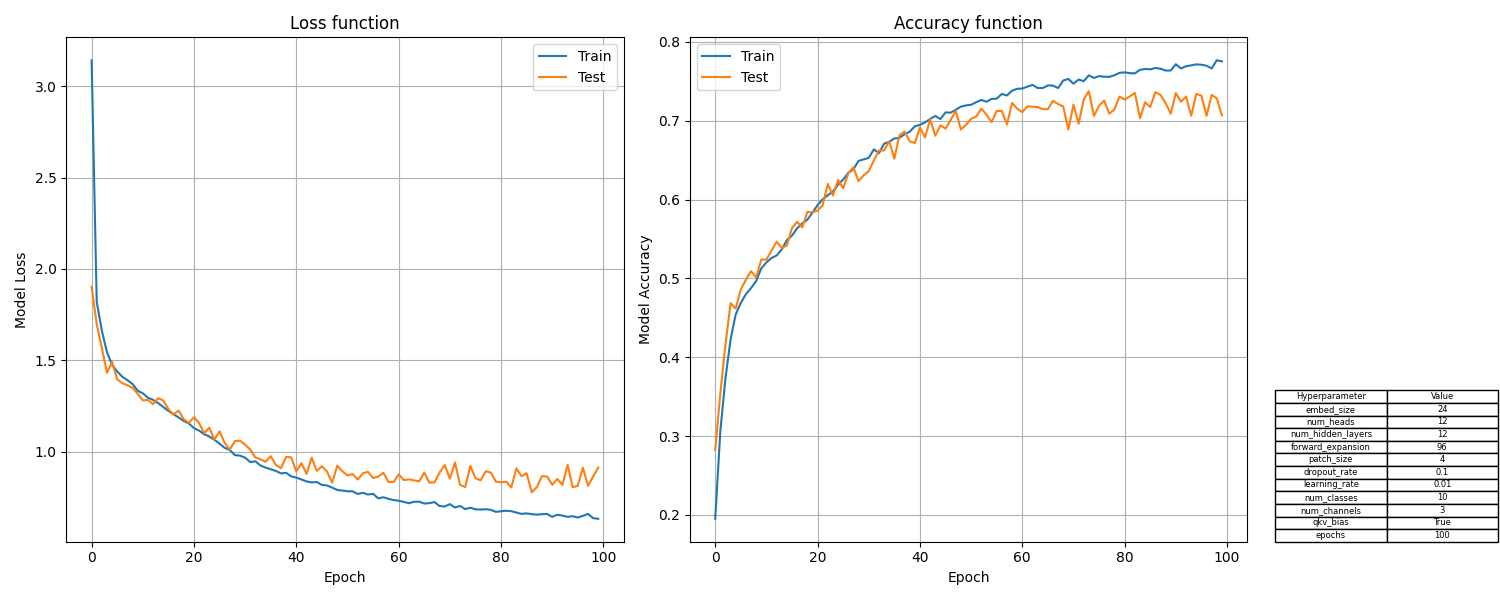 Loss function
Model Loss
3.0
2.5
2.0
1.5
1.0
0 20 40 60 80 100
Epoch
Train
Test
Accuracy function
Model Accuracy
0.8
0.7
0.6
0.5
0.4
0.3
0.2
0 20 40 60 80 100
Epoch
Train
Test
Hyperparameter Value
embed_size 24
num_heads 12
num_hidden_layers 12
forward_expansion 96
patch_size 4
dropout_rate 0.1
learning_rate 0.01
num_classes 10
num_channels 3
qkv_bias True
epochs 100